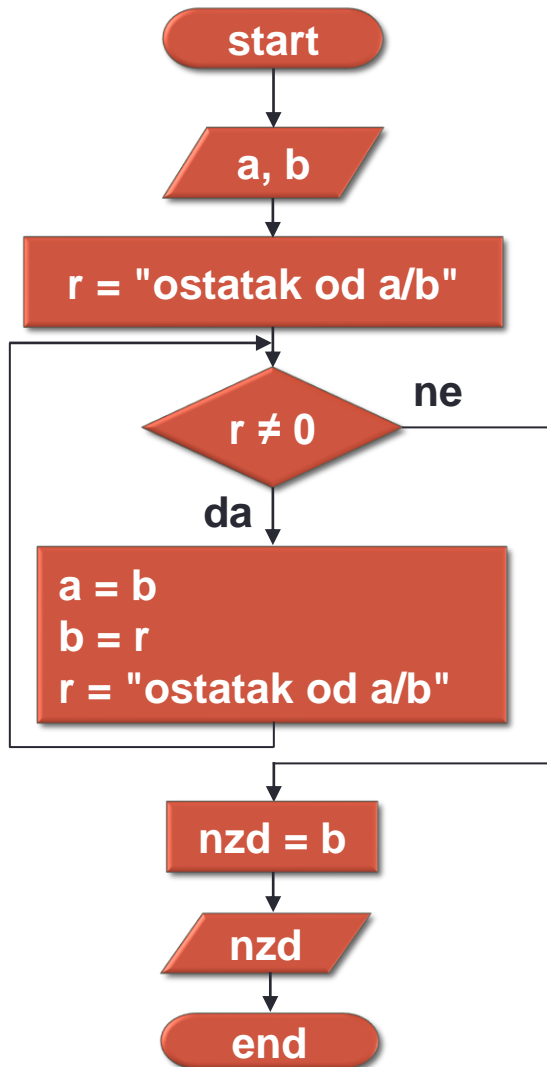 start
a, b
r = "ostatak od a/b"
ne
r ≠ 0
da
a = b
b = r
r = "ostatak od a/b"
nzd = b
nzd
end